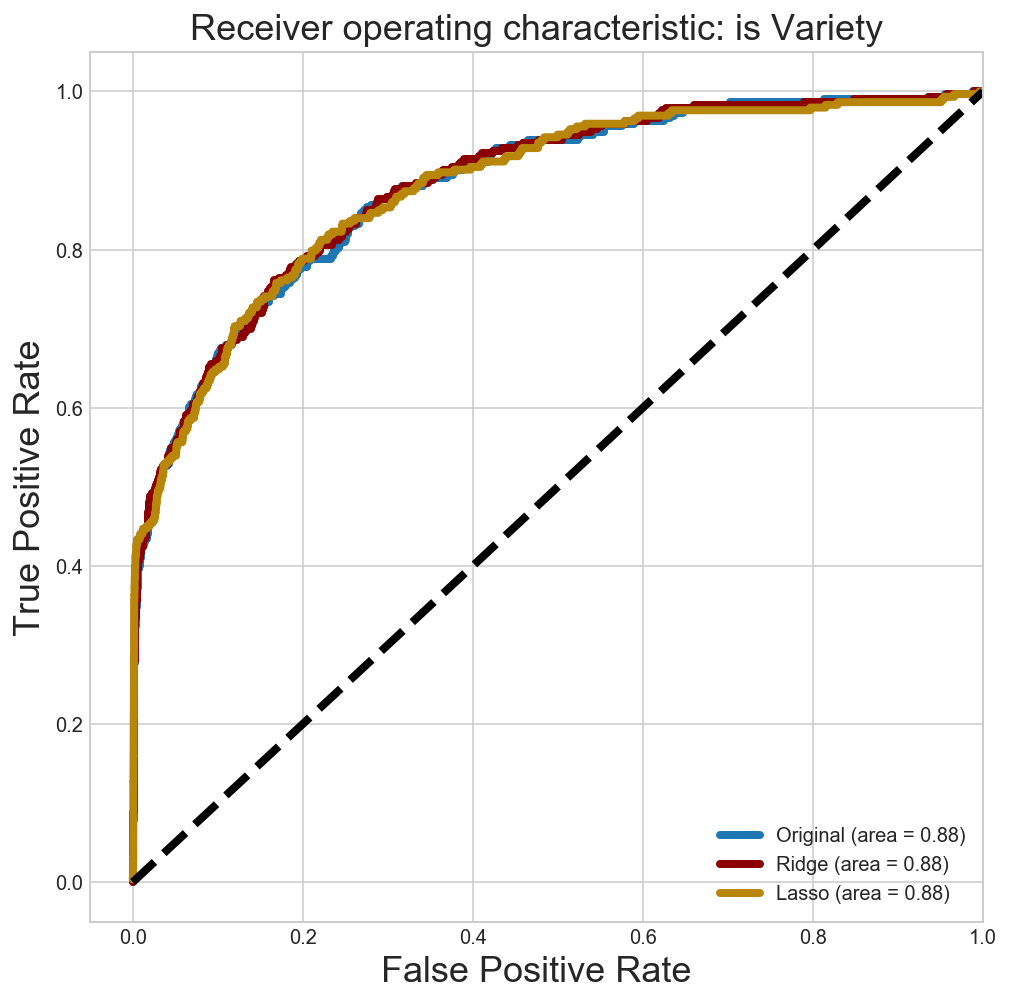 Receiver operating characteristic: is Variety
True Positive Rate
1.0
0.8
0.6
0.4
0.2
0.0
Original (area = 0.88)
Ridge (area = 0.88)
Lasso (area = 0.88)
0.0 0.2 0.4 0.6 0.8 1.0
False Positive Rate